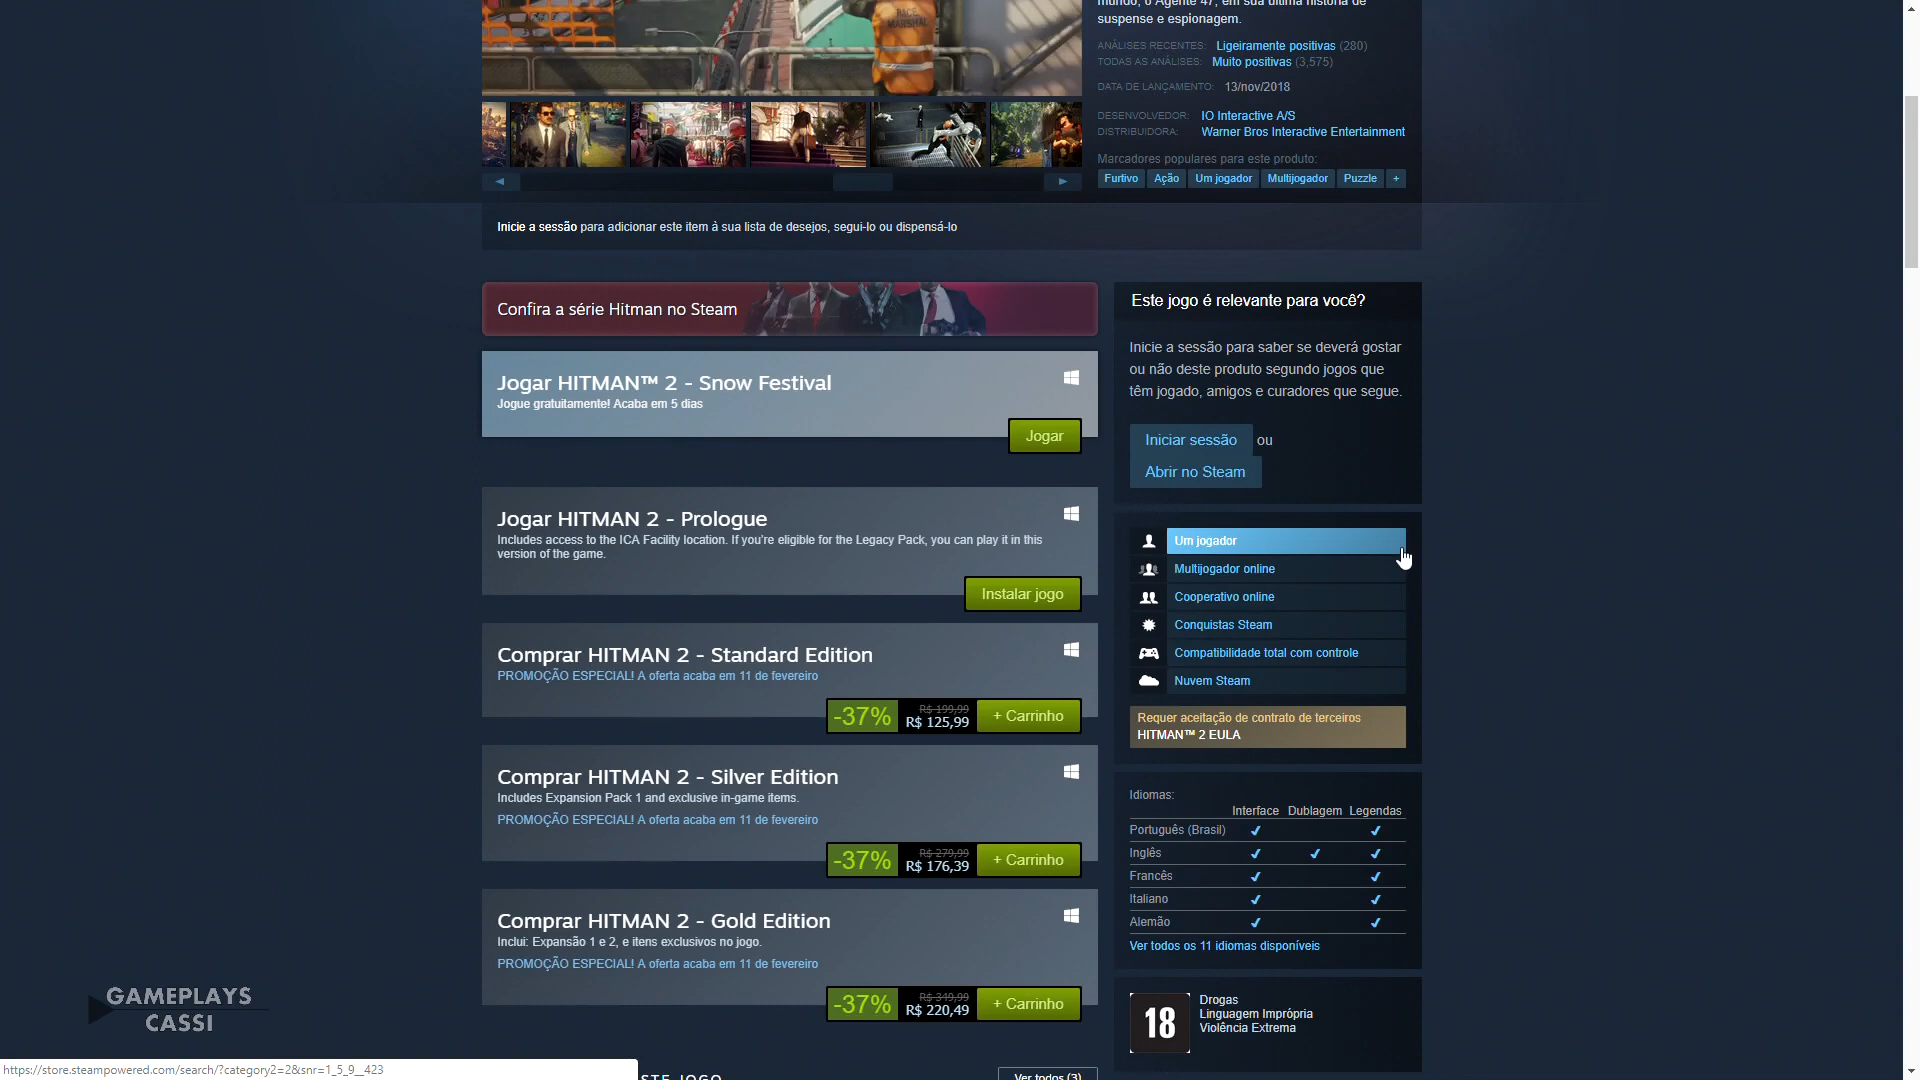 mundo, o Agente 47, em sua última história de
suspense e espionagem.
ANÁLISES RECENTES: Ligeiramente positivas (280)
TODAS AS ANÁLISES: Muito positivas (3,575)
DATA DE LANÇAMENTO: 13/nov/2018
DESENVOLVEDOR: IO Interactive A/S
DISTRIBUIDORA: Warner Bros Interactive Entertainment
Marcadores populares para este produto:
Furtivo Ação Um jogador Multijogador Puzzle +
RACE MARSHAL
Inicie a sessão para adicionar este item à sua lista de desejos, segui-lo ou dispensá-lo
Confira a série Hitman no Steam
Jogar HITMAN™ 2 - Snow Festival
Jogue gratuitamente! Acaba em 5 dias
Jogar
Jogar HITMAN 2 - Prologue
Includes access to the ICA Facility location. If you're eligible for the Legacy Pack, you can play it in this
version of the game.
Instalar jogo
Comprar HITMAN 2 - Standard Edition
PROMOÇÃO ESPECIAL! A oferta acaba em 11 de fevereiro
-37% R$ 199,99 R$ 125,99 + Carrinho
Comprar HITMAN 2 - Silver Edition
Includes Expansion Pack 1 and exclusive in-game items.
PROMOÇÃO ESPECIAL! A oferta acaba em 11 de fevereiro
-37% R$ 279,99 R$ 176,39 + Carrinho
Comprar HITMAN 2 - Gold Edition
Inclui: Expansão 1 e 2, e itens exclusivos no jogo.
PROMOÇÃO ESPECIAL! A oferta acaba em 11 de fevereiro
-37% R$ 349,99 R$ 220,49 + Carrinho
STE JOGO
Ver todos (3)
Este jogo é relevante para você?
Inicie a sessão para saber se deverá gostar
ou não deste produto segundo jogos que
têm jogado, amigos e curadores que segue.
Iniciar sessão ou
Abrir no Steam
Um jogador
Multijogador online
Cooperativo online
Conquistas Steam
Compatibilidade total com controle
Nuvem Steam
Requer aceitação de contrato de terceiros
HITMAN™ 2 EULA
Idiomas:
Interface Dublagem Legendas
Português (Brasil) ✔ ✔
Inglês ✔ ✔ ✔
Francês ✔ ✔
Italiano ✔ ✔
Alemão ✔ ✔
Ver todos os 11 idiomas disponíveis
18
Drogas
Linguagem Imprópria
Violência Extrema
GAMEPLAYS
CASSI
https://store.steampowered.com/search/?category2=2&snr=1_5_9__423